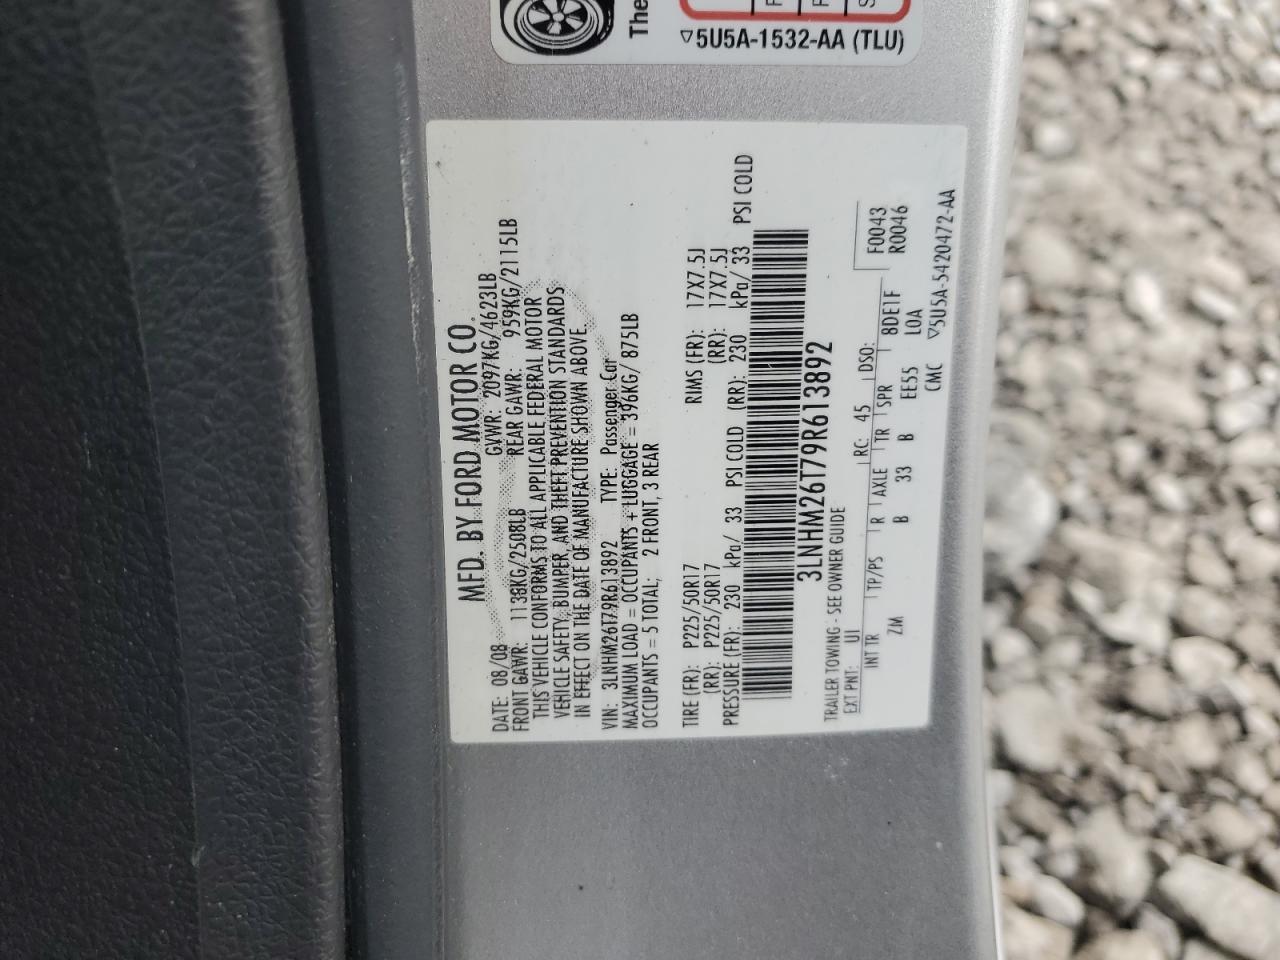 The
5U5A-1532-AA (TLU)
MFD. BY FORD MOTOR CO.
DATE: 08/08 GVWR: 2097KG/4623LB
FRONT GAWR: 1138KG/2508LB REAR GAWR: 959KG/2115LB
THIS VEHICLE CONFORMS TO ALL APPLICABLE FEDERAL MOTOR
VEHICLE SAFETY, BUMPER, AND THEFT PREVENTION STANDARDS
IN EFFECT ON THE DATE OF MANUFACTURE SHOWN ABOVE
VIN: 3LNHM26T79R613892 TYPE: Passenger Car
MAXIMUM LOAD = OCCUPANTS + LUGGAGE = 396KG/ 875LB
OCCUPANTS = 5 TOTAL; 2 FRONT, 3 REAR
TIRE (FR): P225/50R17 RIMS (FR): 17X7.5J
(RR): P225/50R17 (RR): 17X7.5J
PRESSURE (FR): 230 kPa/ 33 PSI COLD (RR): 230 kPa/ 33 PSI COLD
3LNHM26T79R613892
TRAILER TOWING - SEE OWNER GUIDE
EXT PNT: UI RC: 45 DSO: F0043
R0046
INT TR TP/PS R AXLE TR SPR 8DE1F
ZM B 33 B EE55 L0A
CMC 5U5A-5420472-AA